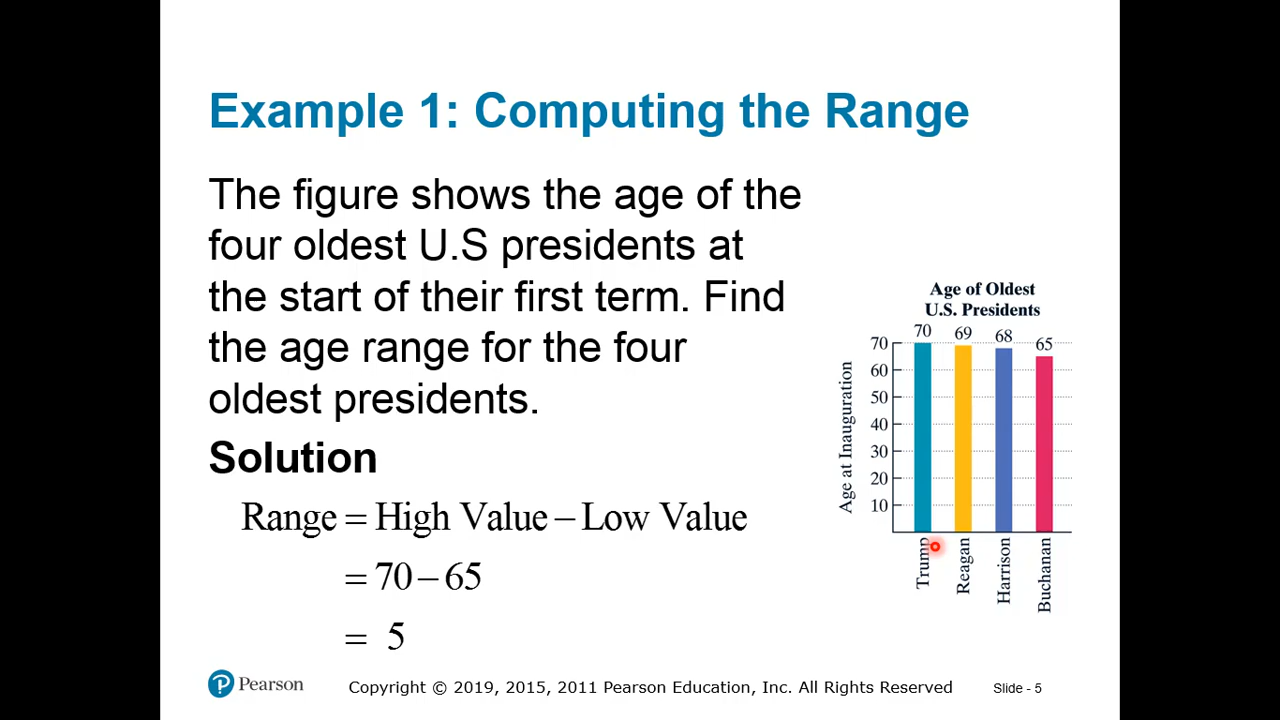 Example 1: Computing the Range
The figure shows the age of the
four oldest U.S presidents at
the start of their first term. Find
the age range for the four
oldest presidents.
Solution
Range = High Value – Low Value
= 70 – 65
= 5
Age of Oldest
U.S. Presidents
70 69 68 65
Age at Inauguration
70
60
50
40
30
20
10
Trump
Reagan
Harrison
Buchanan
P Pearson
Copyright © 2019, 2015, 2011 Pearson Education, Inc. All Rights Reserved
Slide - 5